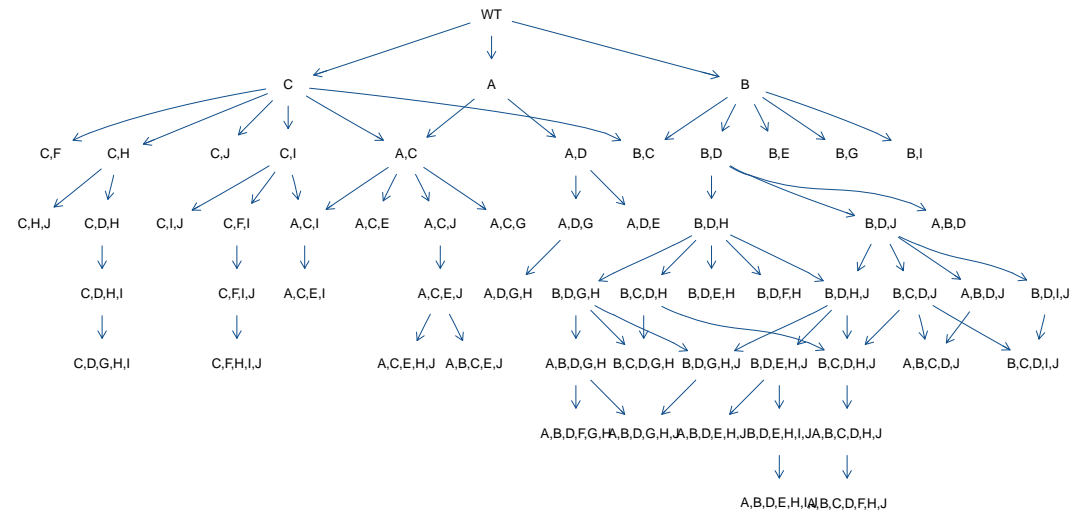 WT
C A B
C,F C,H C,J C,I A,C A,D B,C B,D B,E B,G B,I
C,H,J C,D,H C,I,J C,F,I A,C,I A,C,E A,C,J A,C,G A,D,G A,D,E B,D,H B,D,J A,B,D
C,D,H,I C,F,I,J A,C,E,I A,C,E,J A,D,G,H B,D,G,H B,C,D,H B,D,E,H B,D,F,H B,D,H,J B,C,D,J A,B,D,J B,D,I,J
C,D,G,H,I C,F,H,I,J A,C,E,H,J A,B,C,E,J A,B,D,G,H B,C,D,G,H B,D,G,H,J B,D,E,H,J B,C,D,H,J A,B,C,D,J B,C,D,I,J
A,B,D,F,G,H A,B,D,G,H,J A,B,D,E,H,J B,D,E,H,I,J A,B,C,D,H,J
A,B,D,E,H,I,J A,B,C,D,F,H,J